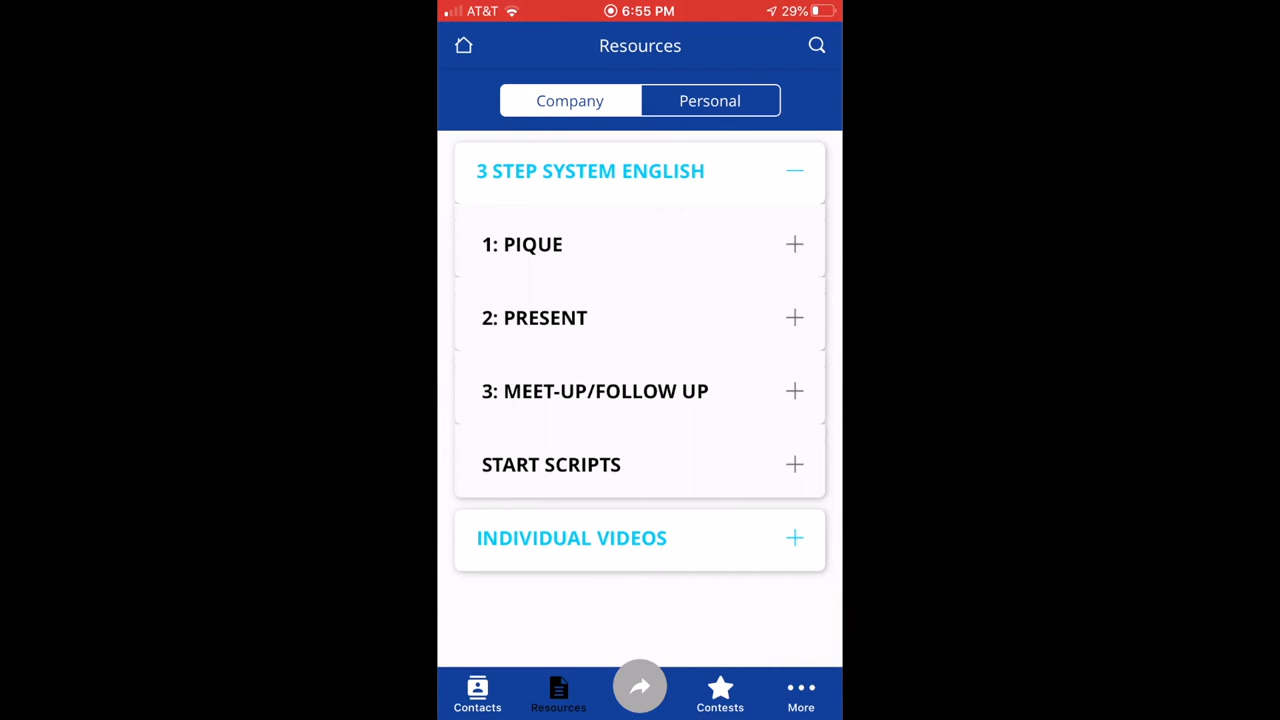 AT&T 6:55 PM 29%
Resources
Company Personal
3 STEP SYSTEM ENGLISH
1: PIQUE
2: PRESENT
3: MEET-UP/FOLLOW UP
START SCRIPTS
INDIVIDUAL VIDEOS
Contacts Resources Contests More